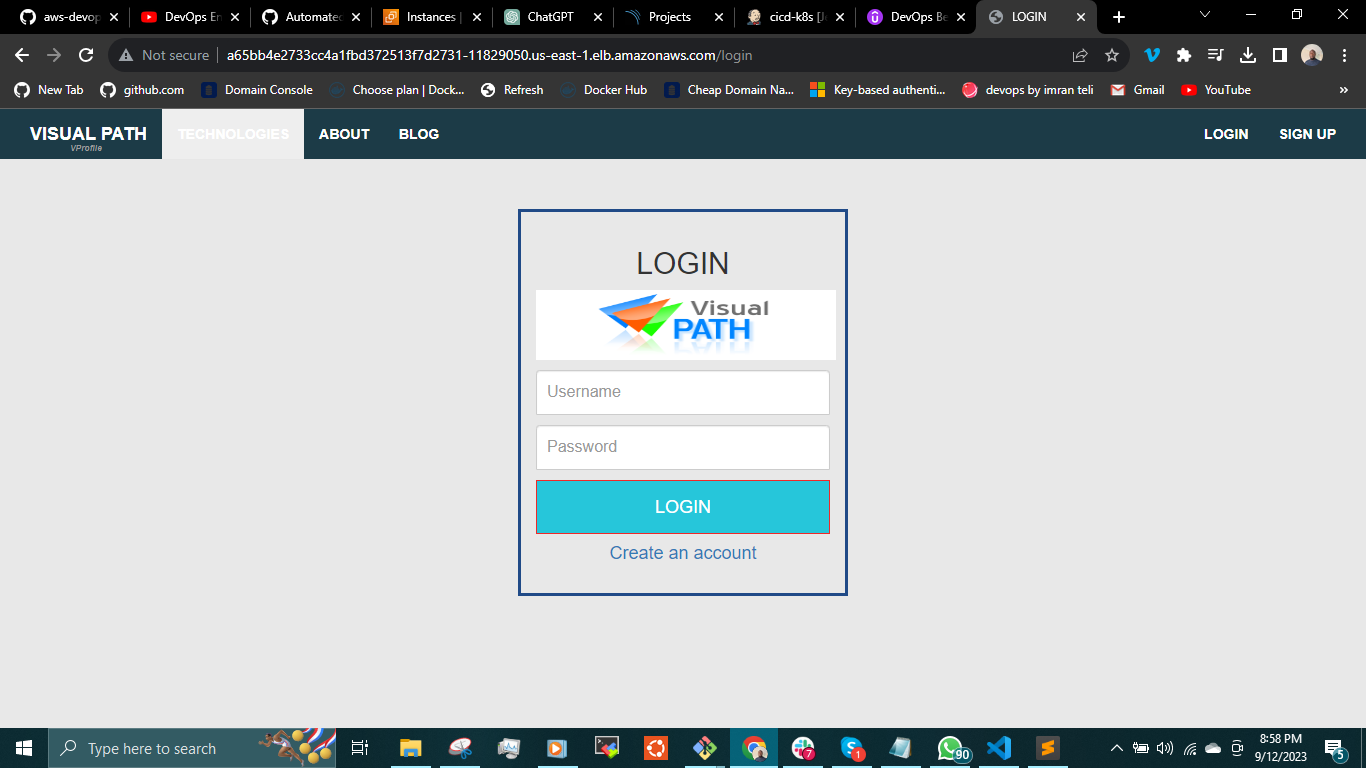 aws-devop
DevOps En
Automated
Instances |
ChatGPT
Projects
cicd-k8s [Je
DevOps Be
LOGIN
Not secure
a65bb4e2733cc4a1fbd372513f7d2731-11829050.us-east-1.elb.amazonaws.com/login
New Tab
github.com
Domain Console
Choose plan | Dock...
Refresh
Docker Hub
Cheap Domain Na...
Key-based authenti...
devops by imran teli
Gmail
YouTube
»
VISUAL PATH
VProfile
TECHNOLOGIES
ABOUT
BLOG
LOGIN
SIGN UP
LOGIN
Visual
PATH
Username
Password
LOGIN
Create an account
Type here to search
7
1
90
8:58 PM
9/12/2023
5